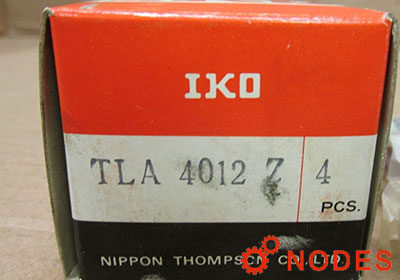 IKO
TLA 4012 Z 4
PCS.
NIPPON THOMPSON CO., LTD.
NODES